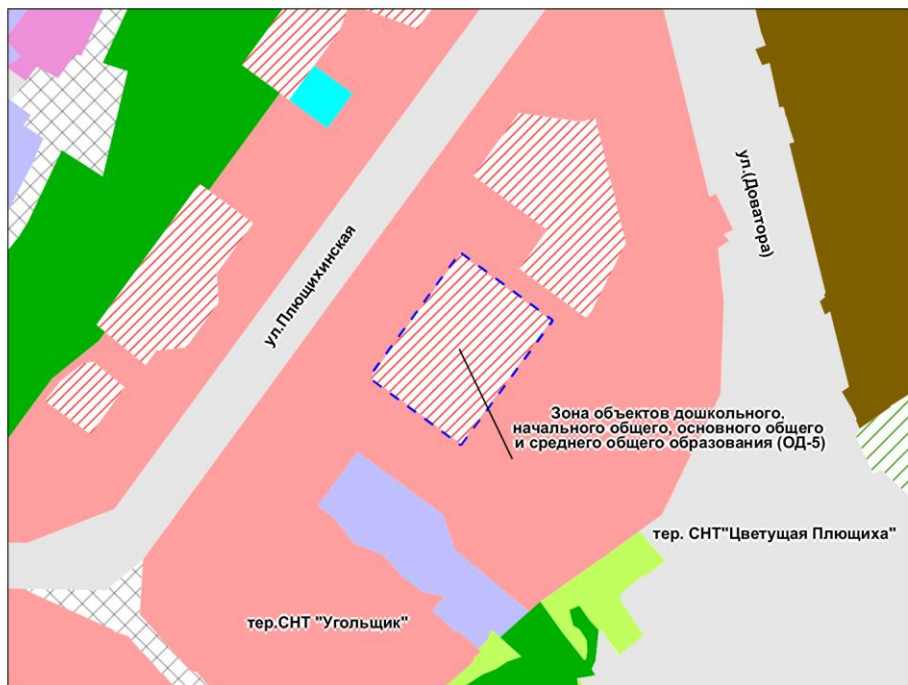 ул.(Доватора)
ул.Плющихинская
Зона объектов дошкольного,
начального общего, основного общего
и среднего общего образования (ОД-5)
тер. СНТ"Цветущая Плющиха"
тер.СНТ "Угольщик"